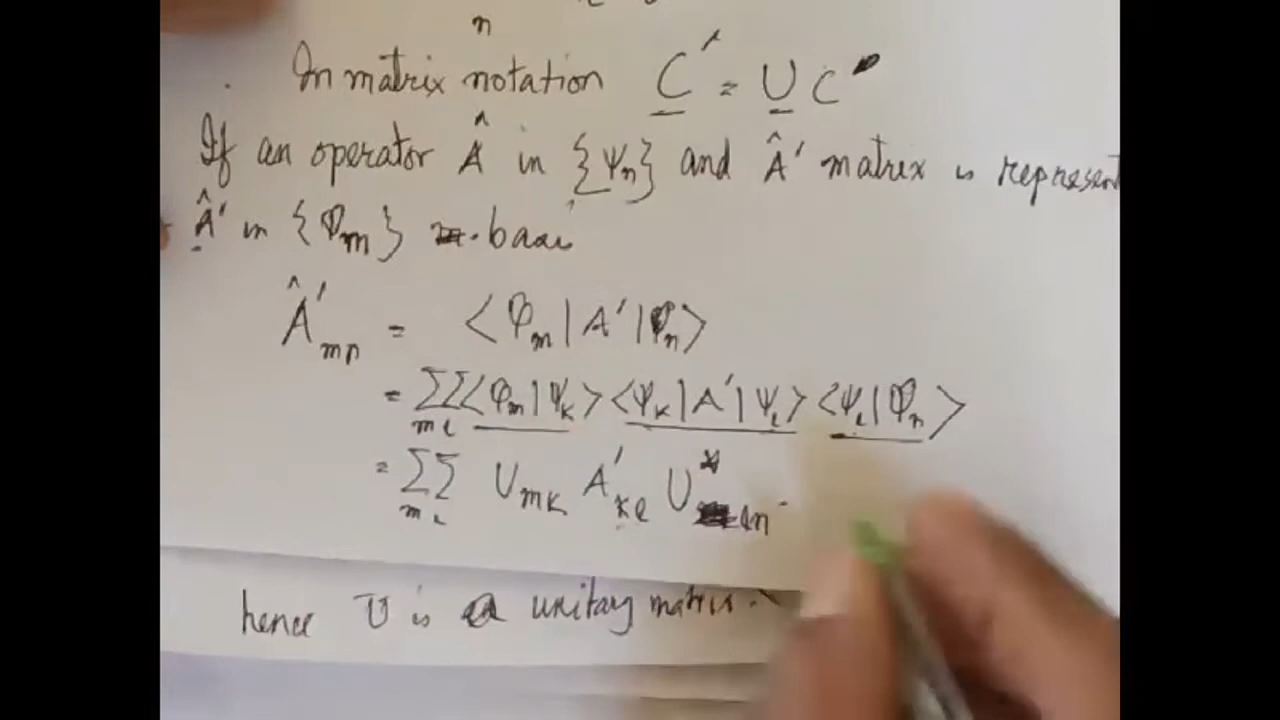 n
In matrix notation C' = U C
If an operator Â in {Ψn} and Â' matrix is represent
Â' in {φm} basis
Â'mn = <φm|A'|φn>
= ΣΣ <φm|Ψk> <Ψk|A'|Ψl> <Ψl|φn>
m l
= ΣΣ Umk A'kl U*ln
m l
hence U is a unitary matrix.